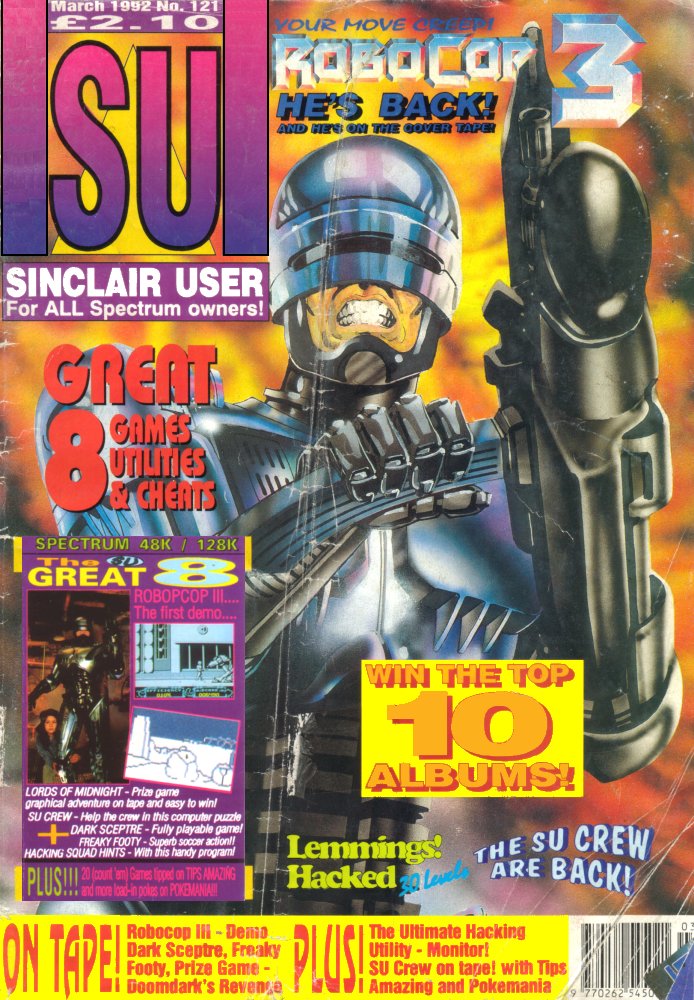 March 1992 No. 121
£2.10
SU
SINCLAIR USER
For ALL Spectrum owners!
YOUR MOVE CREEP!
ROBOCOP 3
HE'S BACK!
AND HE'S ON THE COVER TAPE!
GREAT
8 GAMES
UTILITIES
& CHEATS
SPECTRUM 48K / 128K
The
GREAT 8
ROBOPCOP III....
The first demo....
LORDS OF MIDNIGHT - Prize game
graphical adventure on tape and easy to win!
SU CREW - Help the crew in this computer puzzle
+ DARK SCEPTRE - Fully playable game!
FREAKY FOOTY - Superb soccer action!!
HACKING SQUAD HINTS - With this handy program!
PLUS!!! 20 (count 'em) Games tipped on TIPS AMAZING
and more load-in pokes on POKEMANIA!!!
WIN THE TOP
10
ALBUMS!
Lemmings!
Hacked 30 Levels
THE SU CREW
ARE BACK!
ON TAPE!
Robocop III - Demo
Dark Sceptre, Freaky
Footy, Prize Game -
Doomdark's Revenge
PLUS!
The Ultimate Hacking
Utility - Monitor!
SU Crew on tape! with Tips
Amazing and Pokemania
03
9 770262 5450